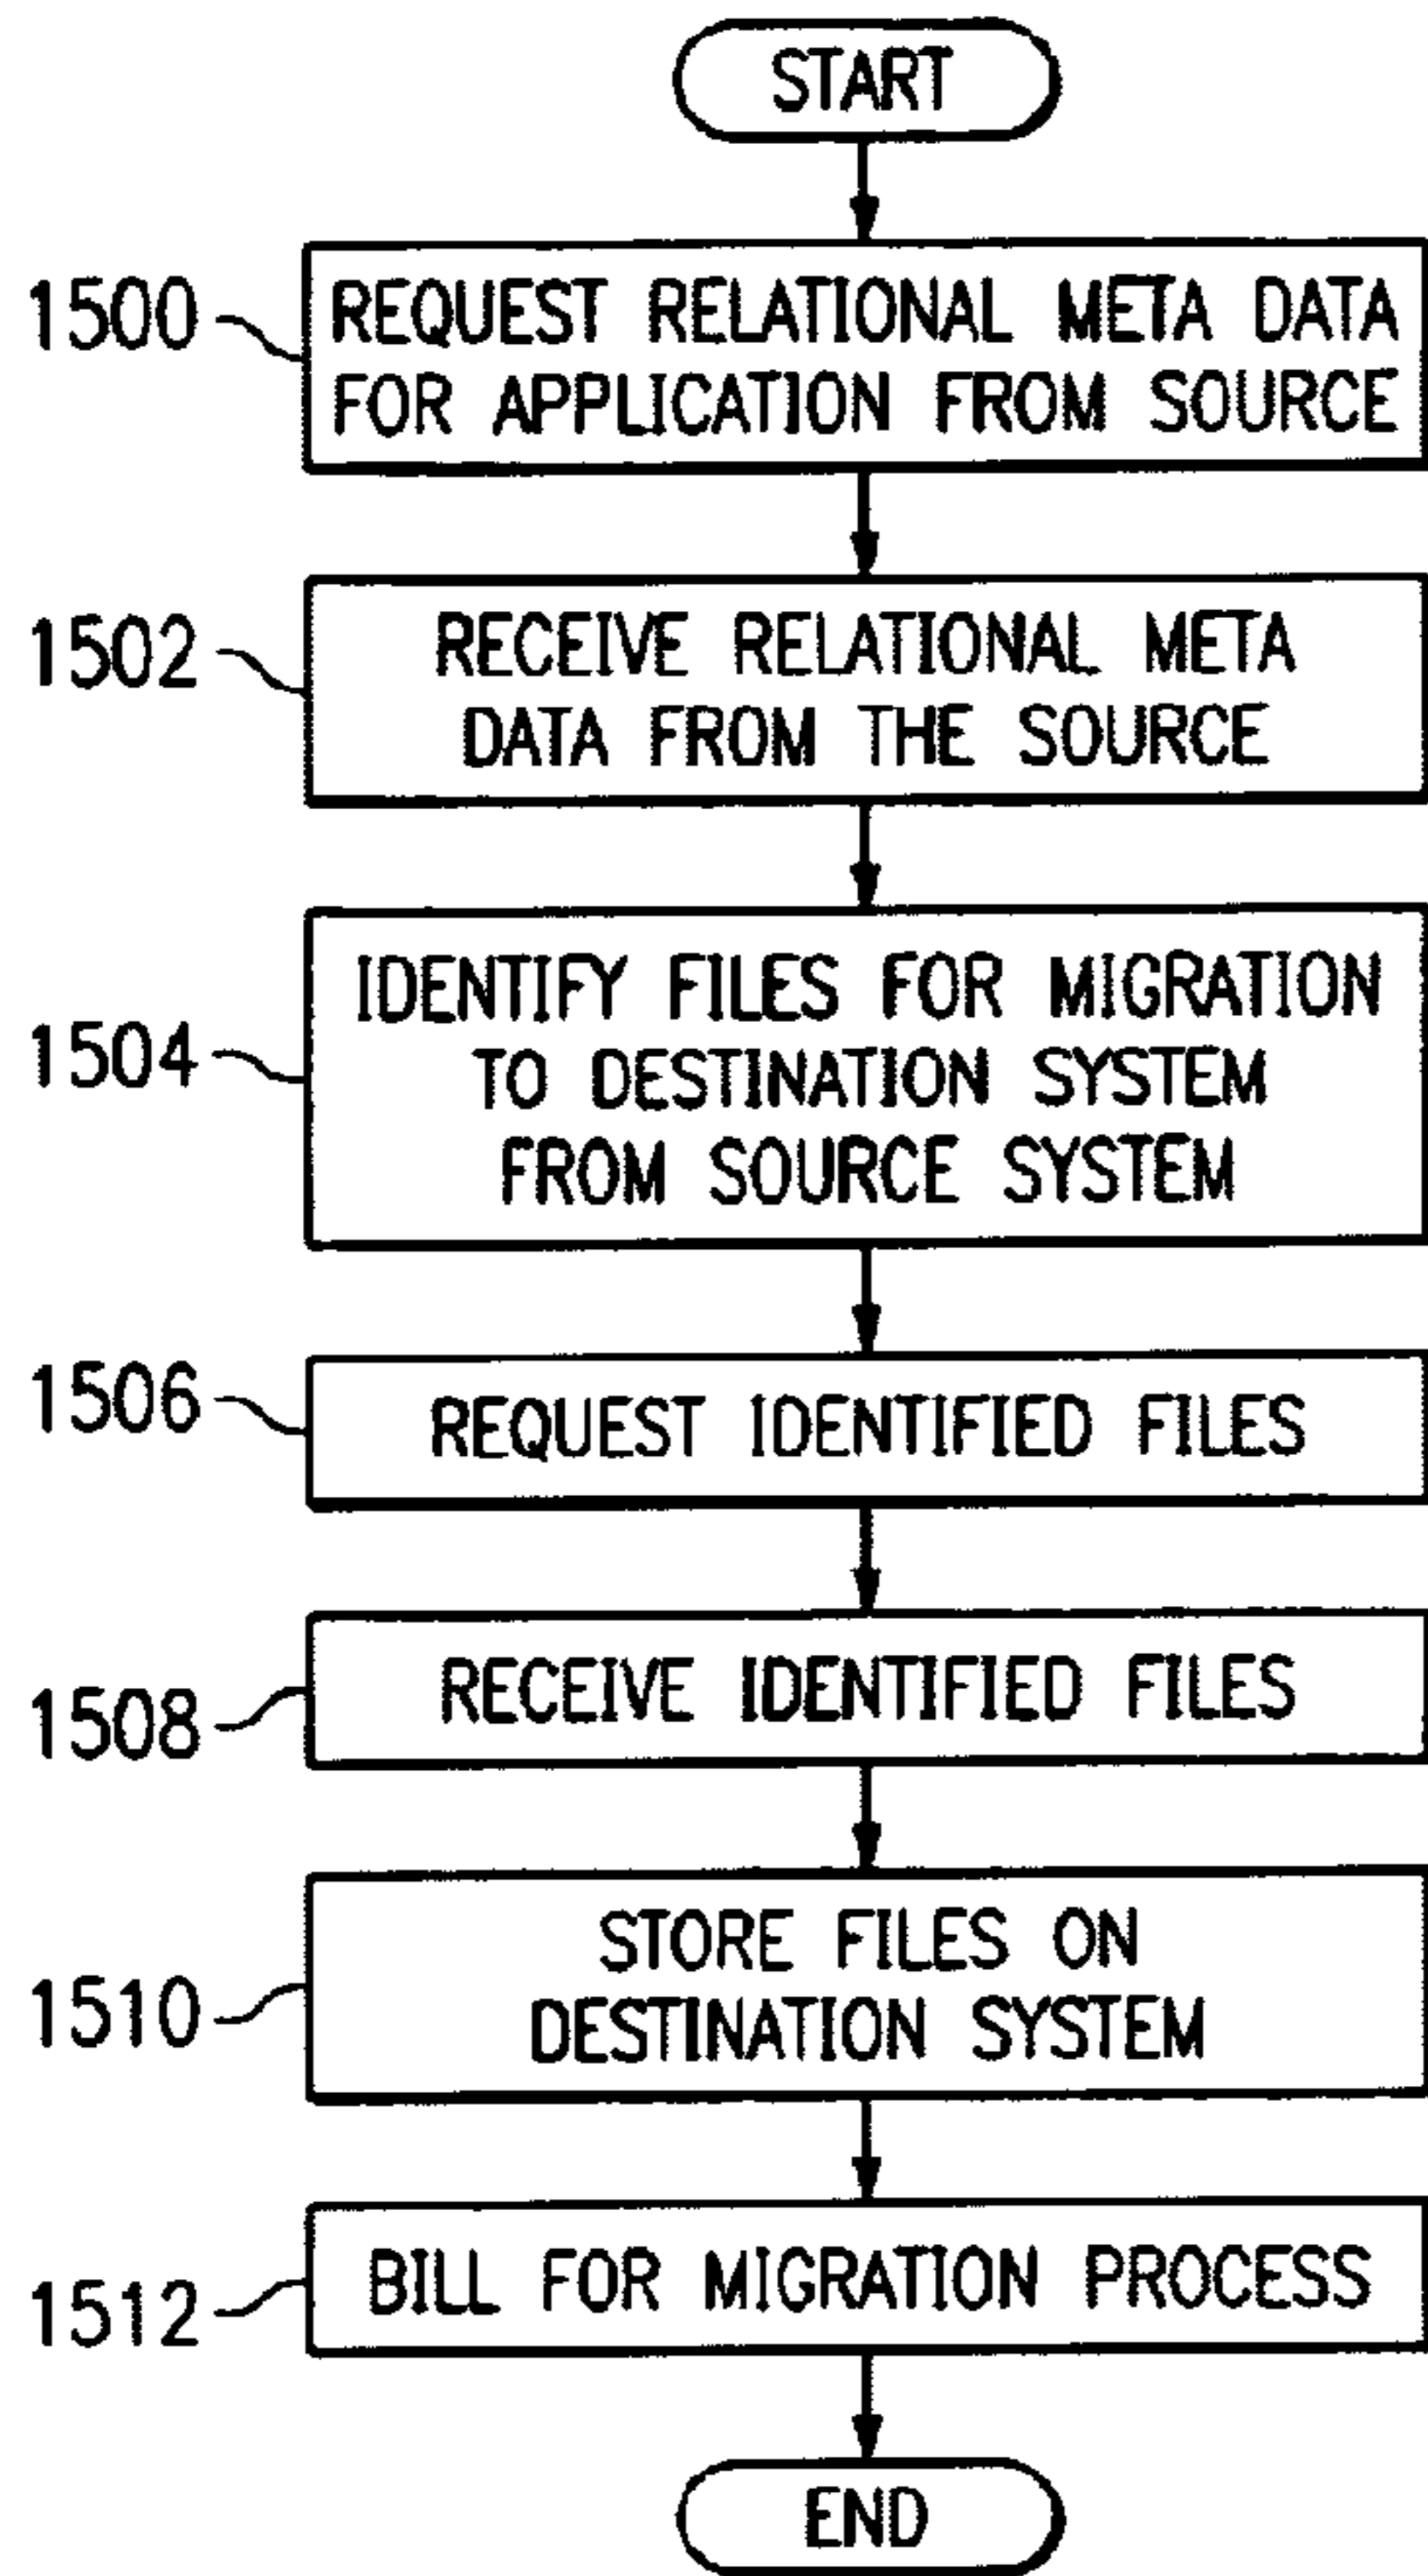 START
1500
REQUEST RELATIONAL META DATA
FOR APPLICATION FROM SOURCE
1502
RECEIVE RELATIONAL META
DATA FROM THE SOURCE
1504
IDENTIFY FILES FOR MIGRATION
TO DESTINATION SYSTEM
FROM SOURCE SYSTEM
1506
REQUEST IDENTIFIED FILES
1508
RECEIVE IDENTIFIED FILES
1510
STORE FILES ON
DESTINATION SYSTEM
1512
BILL FOR MIGRATION PROCESS
END